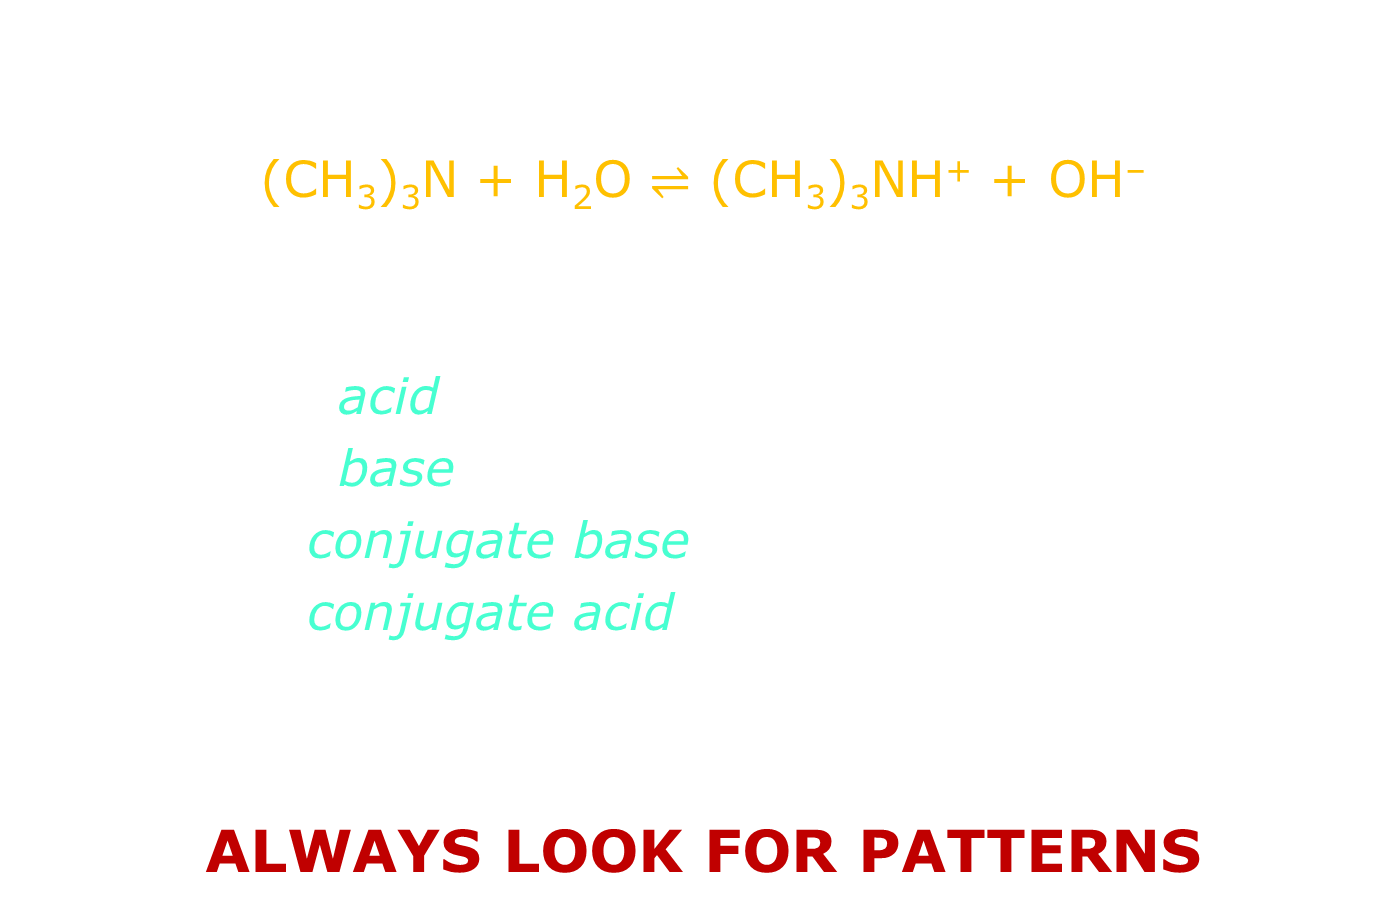 (CH₃)₃N + H₂O ⇌ (CH₃)₃NH⁺ + OH⁻
acid
base
conjugate base
conjugate acid
ALWAYS LOOK FOR PATTERNS